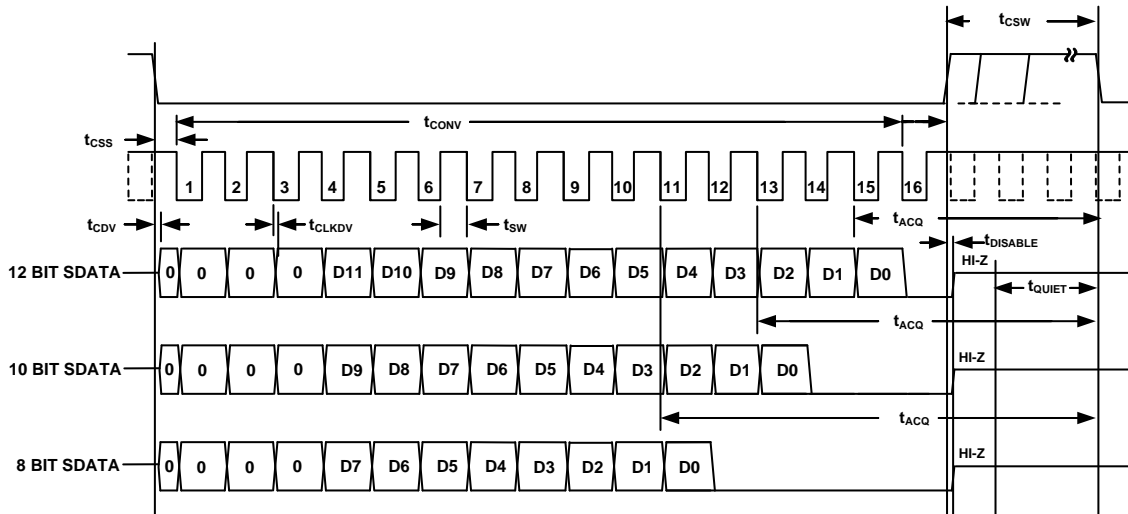 tCSW
tCONV
tCSS
1 2 3 4 5 6 7 8 9 10 11 12 13 14 15 16
tCDV tCLKDV tSW tACQ
tDISABLE
12 BIT SDATA 0 0 0 0 D11 D10 D9 D8 D7 D6 D5 D4 D3 D2 D1 D0 HI-Z
tQUIET
tACQ
10 BIT SDATA 0 0 0 0 D9 D8 D7 D6 D5 D4 D3 D2 D1 D0 HI-Z
tACQ
8 BIT SDATA 0 0 0 0 D7 D6 D5 D4 D3 D2 D1 D0 HI-Z